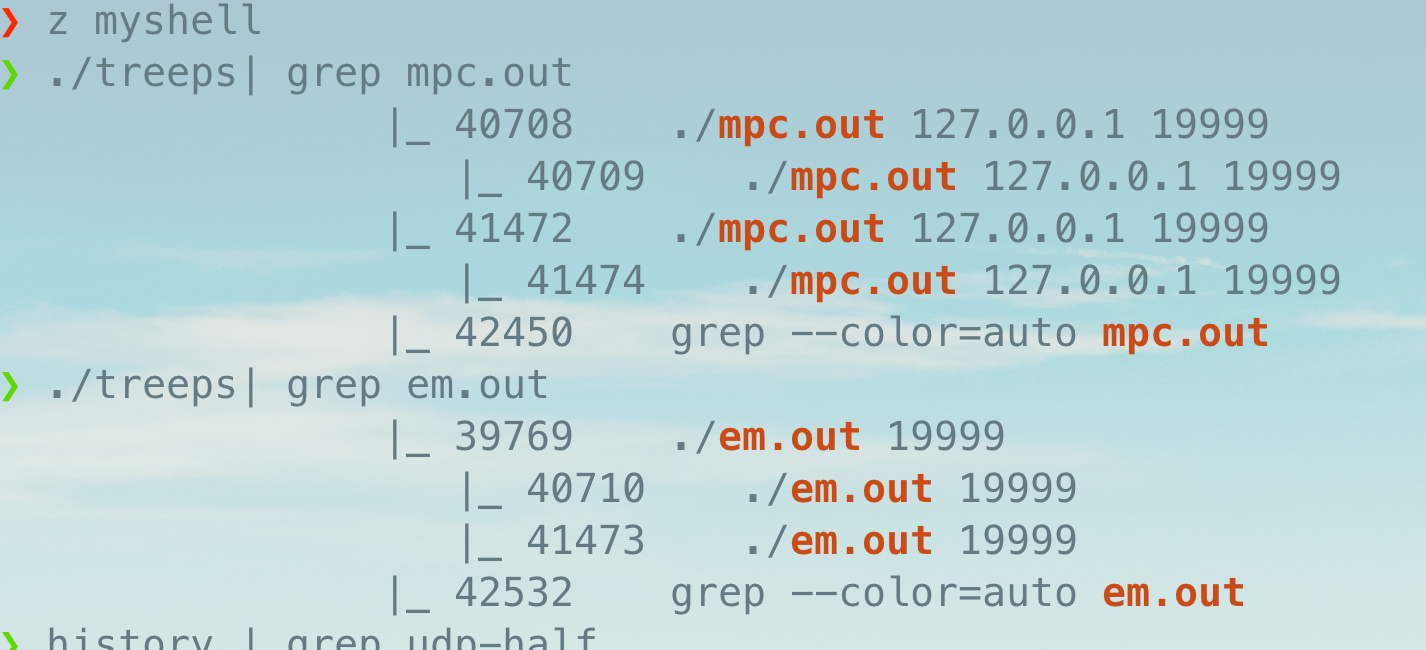 ❯ z myshell
❯ ./treeps| grep mpc.out
|_ 40708 ./mpc.out 127.0.0.1 19999
|_ 40709 ./mpc.out 127.0.0.1 19999
|_ 41472 ./mpc.out 127.0.0.1 19999
|_ 41474 ./mpc.out 127.0.0.1 19999
|_ 42450 grep --color=auto mpc.out
❯ ./treeps| grep em.out
|_ 39769 ./em.out 19999
|_ 40710 ./em.out 19999
|_ 41473 ./em.out 19999
|_ 42532 grep --color=auto em.out
❯ history | grep udp-half